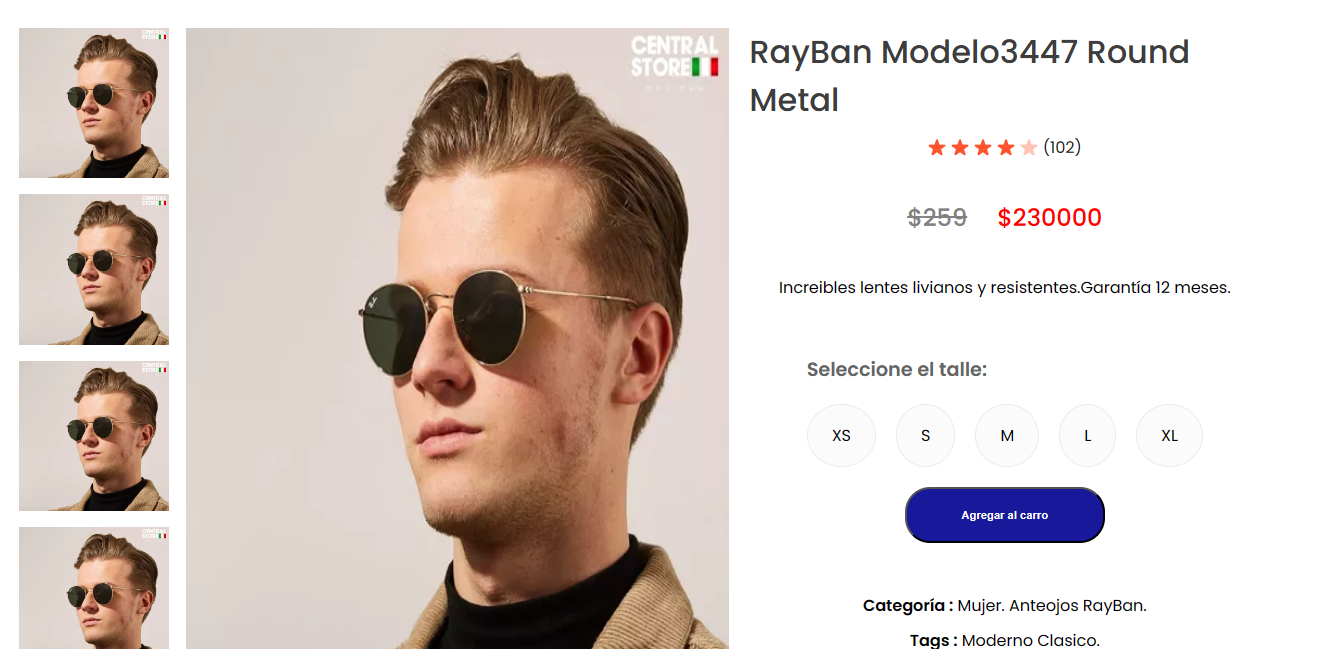 CENTRAL
STORE
RayBan Modelo3447 Round
Metal
(102)
$259 $230000
Increibles lentes livianos y resistentes.Garantía 12 meses.
Seleccione el talle:
XS S M L XL
Agregar al carro
Categoría : Mujer. Anteojos RayBan.
Tags : Moderno Clasico.